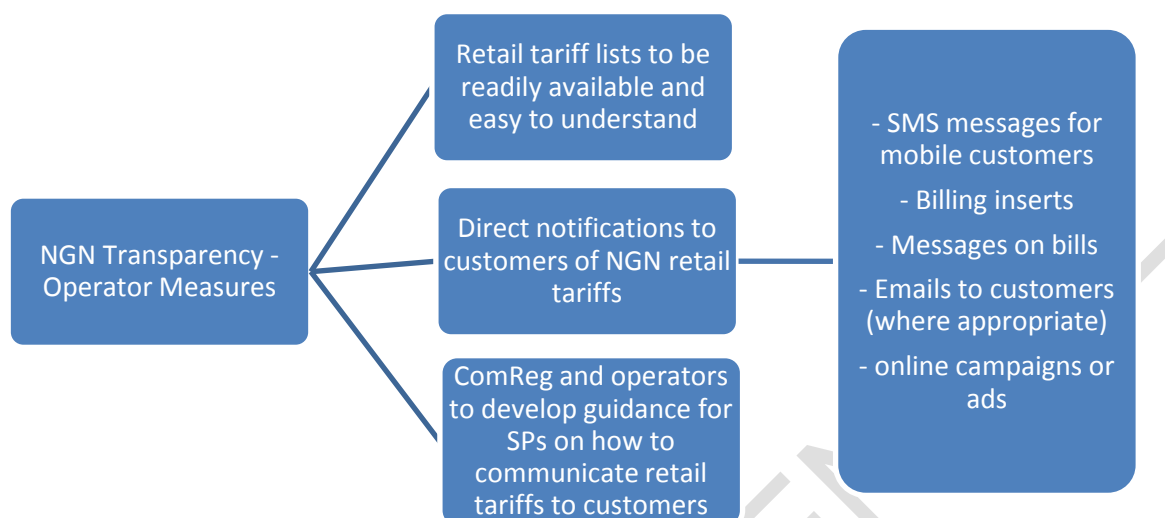 NGN Transparency -
Operator Measures
Retail tariff lists to be
readily available and
easy to understand
Direct notifications to
customers of NGN retail
tariffs
ComReg and operators
to develop guidance for
SPs on how to
communicate retail
tariffs to customers
- SMS messages for
mobile customers
- Billing inserts
- Messages on bills
- Emails to customers
(where appropriate)
- online campaigns or
ads